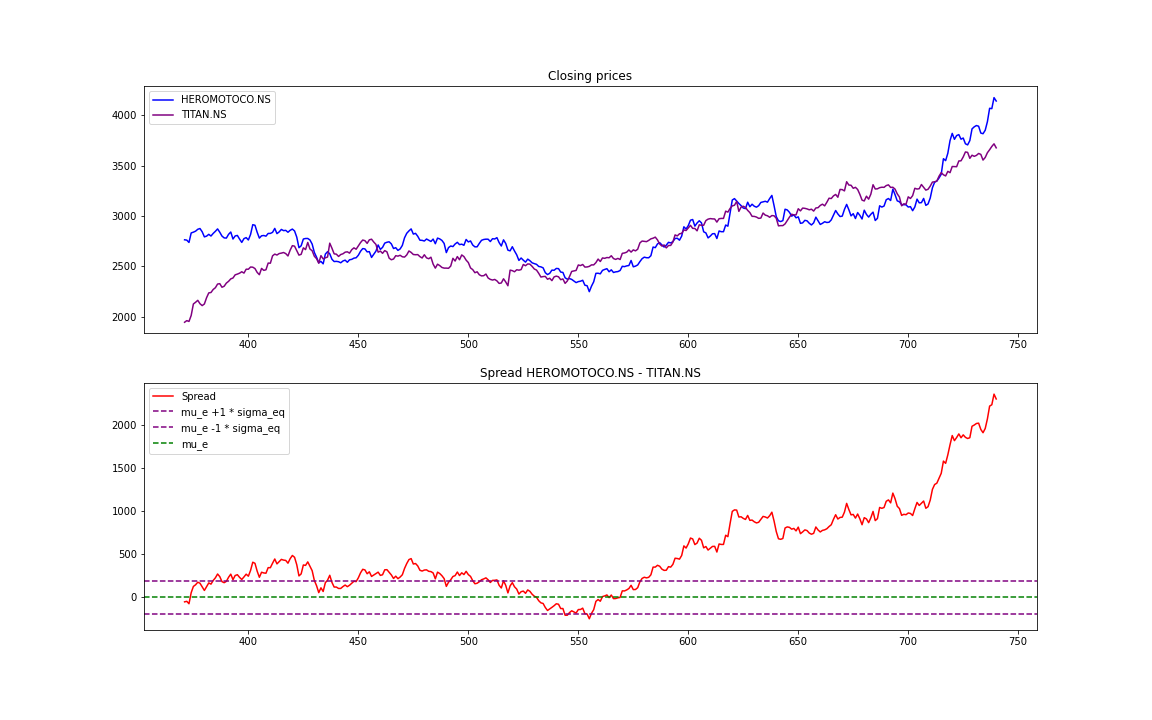 Closing prices
HEROMOTOCO.NS
TITAN.NS
4000
3500
3000
2500
2000
400 450 500 550 600 650 700 750
Spread HEROMOTOCO.NS - TITAN.NS
Spread
mu_e +1 * sigma_eq
mu_e -1 * sigma_eq
mu_e
2000
1500
1000
500
0
400 450 500 550 600 650 700 750